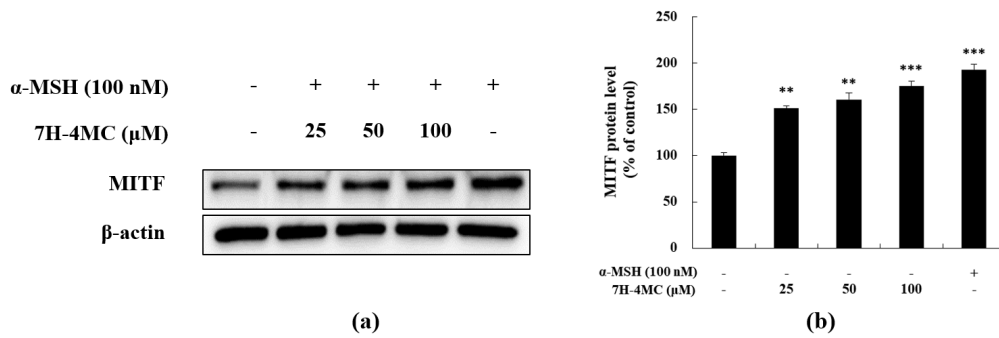 α-MSH (100 nM) - + + + +
7H-4MC (μM) - 25 50 100 -
MITF
β-actin
(a)
MITF protein level
(% of control)
250
200
150
100
50
0
** ** *** ***
α-MSH (100 nM) - - - - +
7H-4MC (μM) - 25 50 100 -
(b)